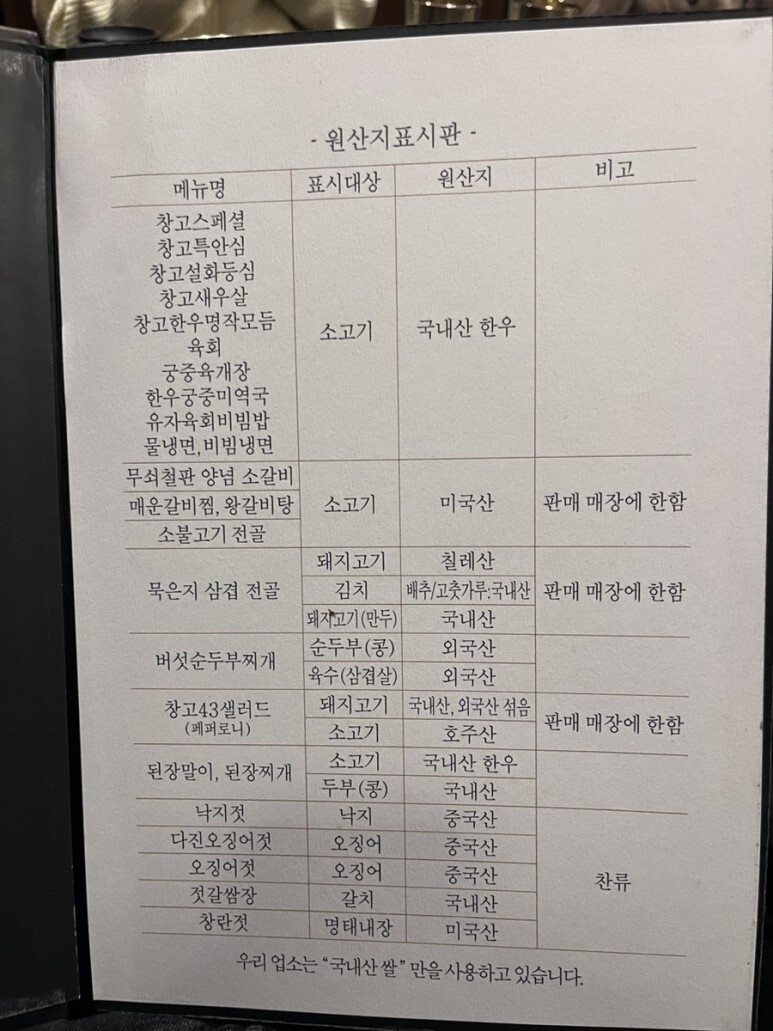 - 원산지표시판 -
메뉴명 표시대상 원산지 비고
창고스페셜
창고특안심
창고설화등심
창고새우살
창고한우명작모듬
육회
궁중육개장
한우궁중미역국
유자육회비빔밥
물냉면,비빔냉면
소고기 국내산 한우
무쇠철판 양념 소갈비
매운갈비찜, 왕갈비탕
소불고기 전골
소고기 미국산 판매 매장에 한함
묵은지 삼겹 전골
돼지고기 칠레산
김치 배추/고춧가루:국내산
돼지고기(만두) 국내산
판매 매장에 한함
버섯순두부찌개
순두부(콩) 외국산
육수(삼겹살) 외국산
창고43샐러드
(페퍼로니)
돼지고기 국내산, 외국산 섞음
소고기 호주산
판매 매장에 한함
된장말이, 된장찌개
소고기 국내산 한우
두부(콩) 국내산
낙지젓 낙지 중국산
다진오징어젓 오징어 중국산
오징어젓 오징어 중국산
젓갈쌈장 갈치 국내산
창란젓 명태내장 미국산
찬류
우리 업소는 “국내산 쌀” 만을 사용하고 있습니다.